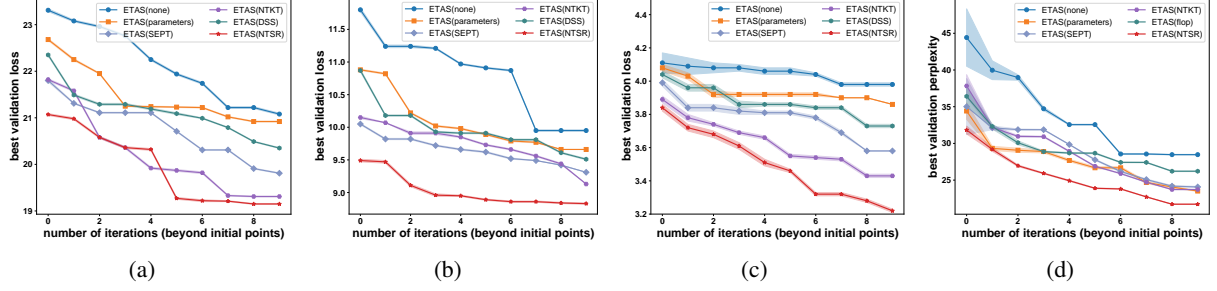 best validation loss
23
22
21
20
19
ETAS(none)
ETAS(parameters)
ETAS(SEPT)
ETAS(NTKT)
ETAS(DSS)
ETAS(NTSR)
0 2 4 6 8
number of iterations (beyond initial points)
(a)
best validation loss
11.5
11.0
10.5
10.0
9.5
9.0
ETAS(none)
ETAS(parameters)
ETAS(SEPT)
ETAS(NTKT)
ETAS(DSS)
ETAS(NTSR)
0 2 4 6 8
number of iterations (beyond initial points)
(b)
best validation loss
4.4
4.2
4.0
3.8
3.6
3.4
3.2
ETAS(none)
ETAS(parameters)
ETAS(SEPT)
ETAS(NTKT)
ETAS(DSS)
ETAS(NTSR)
0 2 4 6 8
number of iterations (beyond initial points)
(c)
best validation perplexity
45
40
35
30
25
ETAS(none)
ETAS(parameters)
ETAS(SEPT)
ETAS(NTKT)
ETAS(flop)
ETAS(NTSR)
0 2 4 6 8
number of iterations (beyond initial points)
(d)